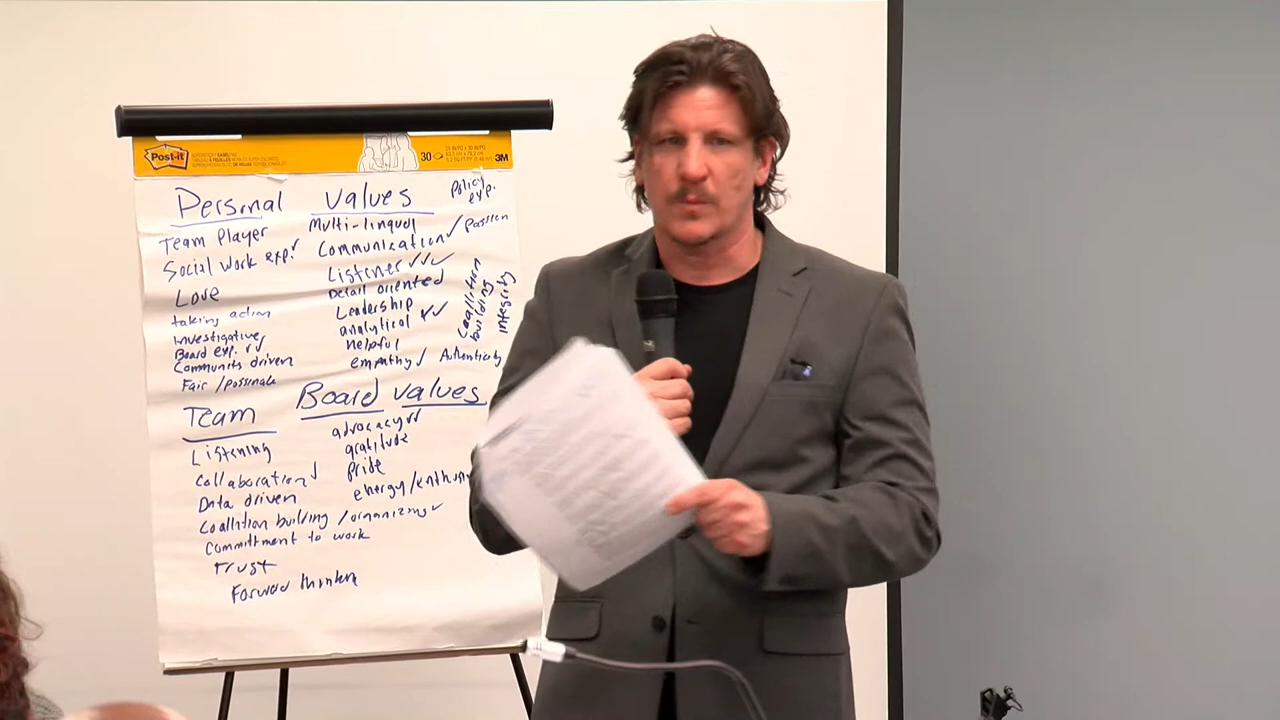 Post-it
30
3M
Personal values
Policy exp.
Team Player
Social Work exp.
Love
taking action
Investigative
Board exp.
Community driven
Fair / passionate
Multi-lingual
Communication Passion
Listener
Detail oriented
Leadership
analytical
helpful
empathy / Authenticity
Coalition building
integrity
Team
Listening
Collaboration
Data driven
Coalition building / organizing
Commitment to work
Trust
Forward thinking
Board values
advocacy
gratitude
pride
energy/enthus